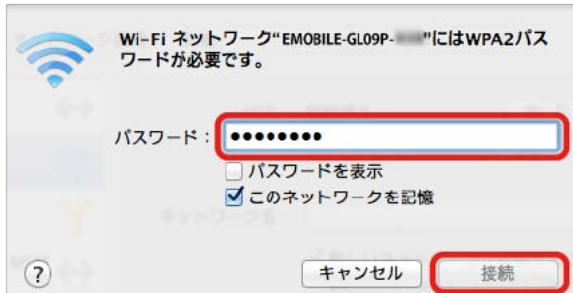 Wi-Fi ネットワーク“EMOBILE-GL09P- "にはWPA2パス
ワードが必要です。
パスワード： ••••••••
パスワードを表示
このネットワークを記憶
?
キャンセル
接続